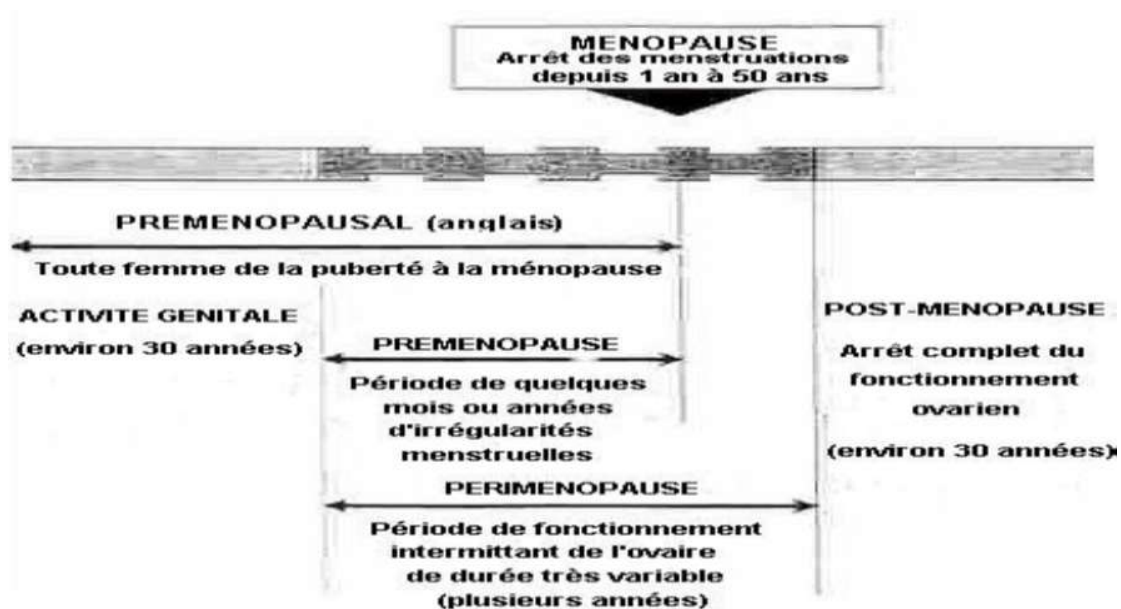 MENOPAUSE
Arrêt des menstruations
depuis 1 an à 50 ans
PREMENOPAUSAL (anglais)
Toute femme de la puberté à la ménopause
ACTIVITE GENITALE
(environ 30 années)
PREMENOPAUSE
Période de quelques
mois ou années
d'irrégularités
menstruelles
POST-MENOPAUSE
Arrêt complet du
fonctionnement
ovarien
(environ 30 années)
PERIMENOPAUSE
Période de fonctionnement
intermittant de l'ovaire
de durée très variable
(plusieurs années)